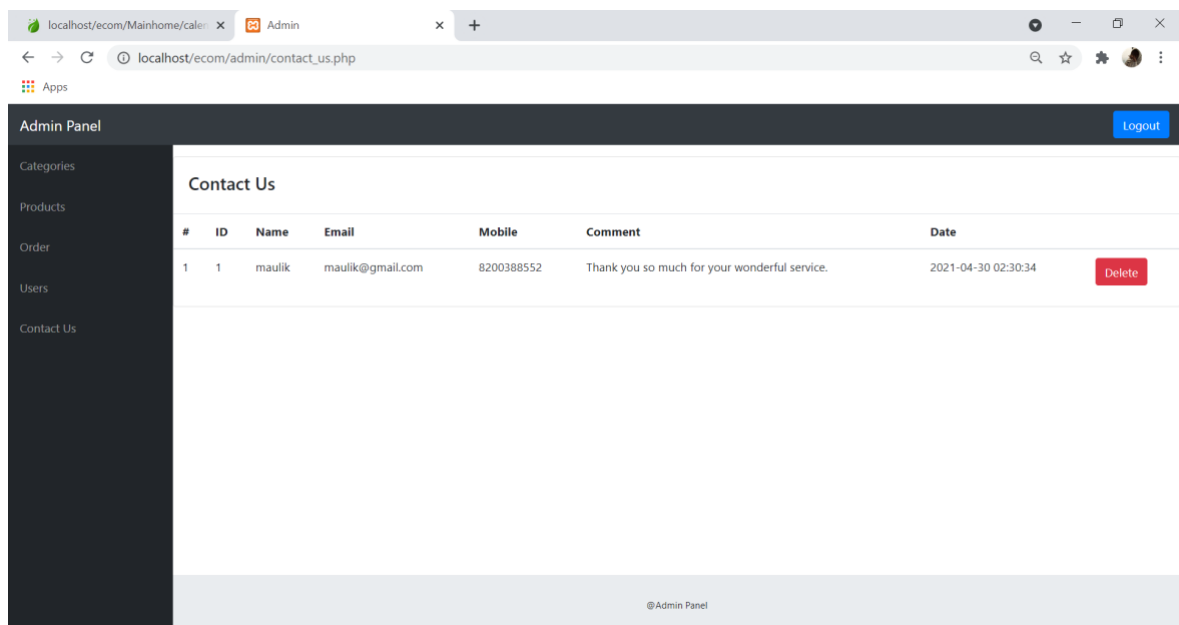 localhost/ecom/Mainhome/calen
Admin
localhost/ecom/admin/contact_us.php
Apps
Admin Panel
Logout
Categories
Products
Order
Users
Contact Us
Contact Us
# ID Name Email Mobile Comment Date
1 1 maulik maulik@gmail.com 8200388552 Thank you so much for your wonderful service. 2021-04-30 02:30:34 Delete
@Admin Panel